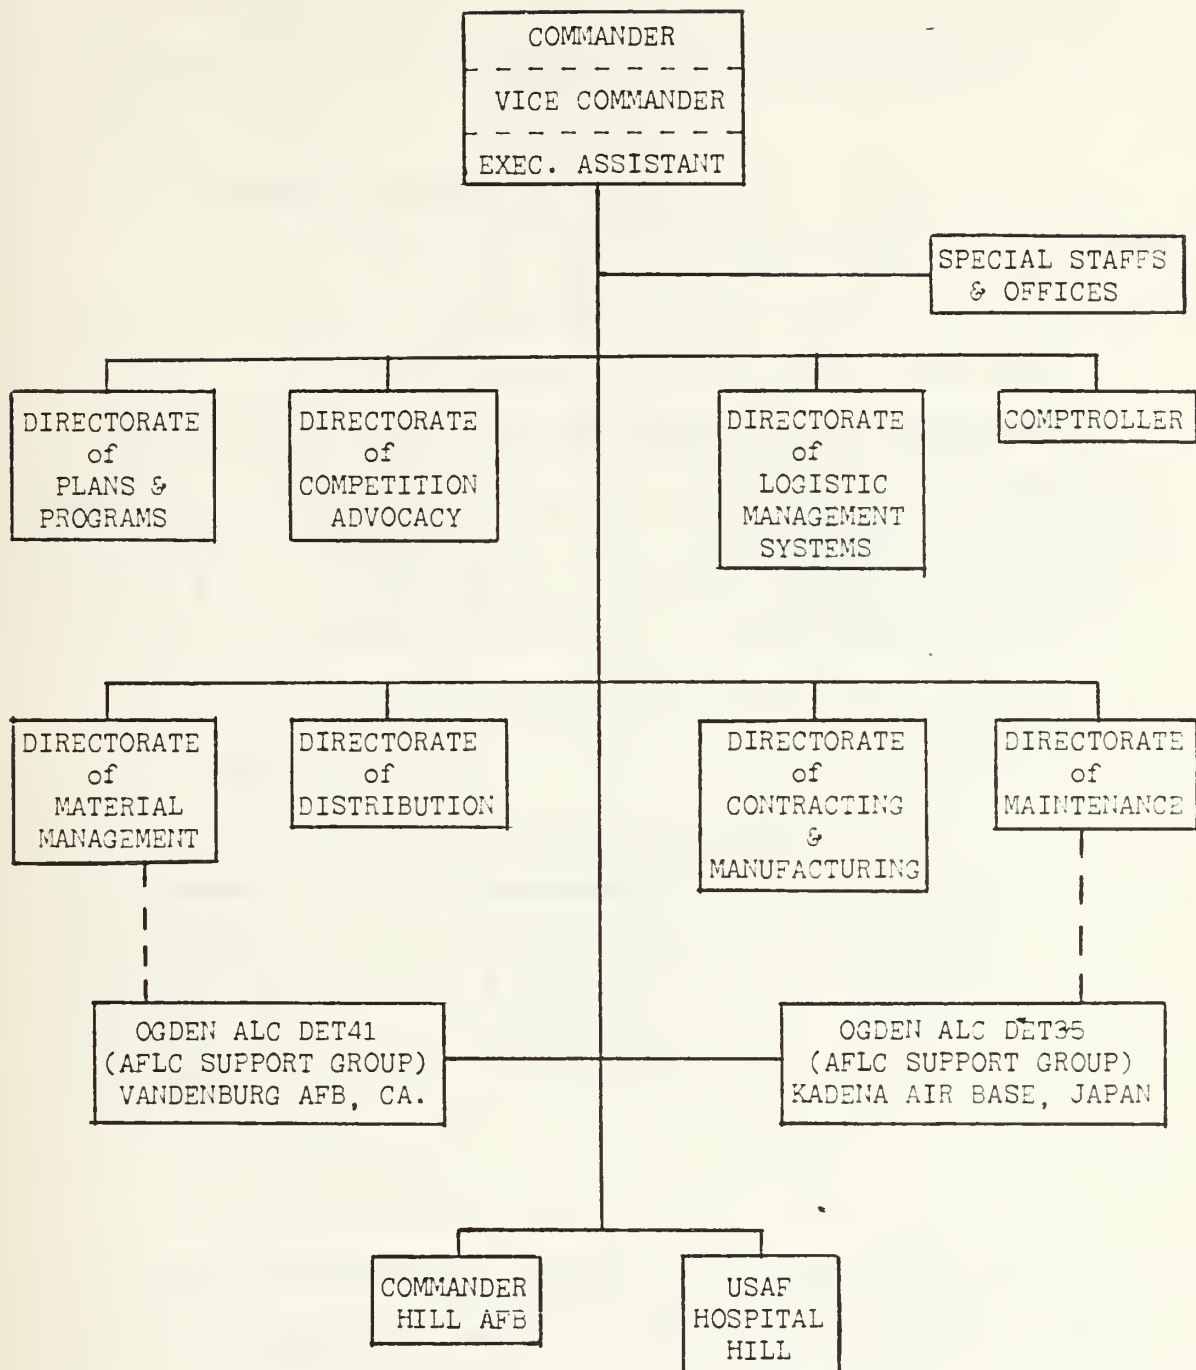 COMMANDER
VICE COMMANDER
EXEC. ASSISTANT
SPECIAL STAFFS
& OFFICES
DIRECTORATE
of
PLANS &
PROGRAMS
DIRECTORATE
of
COMPETITION
ADVOCACY
DIRECTORATE
of
LOGISTIC
MANAGEMENT
SYSTEMS
COMPTROLLER
DIRECTORATE
of
MATERIAL
MANAGEMENT
DIRECTORATE
of
DISTRIBUTION
DIRECTORATE
of
CONTRACTING
&
MANUFACTURING
DIRECTORATE
of
MAINTENANCE
OGDEN ALC DET41
(AFLC SUPPORT GROUP)
VANDENBURG AFB, CA.
OGDEN ALC DET35
(AFLC SUPPORT GROUP)
KADENA AIR BASE, JAPAN
COMMANDER
HILL AFB
USAF
HOSPITAL
HILL